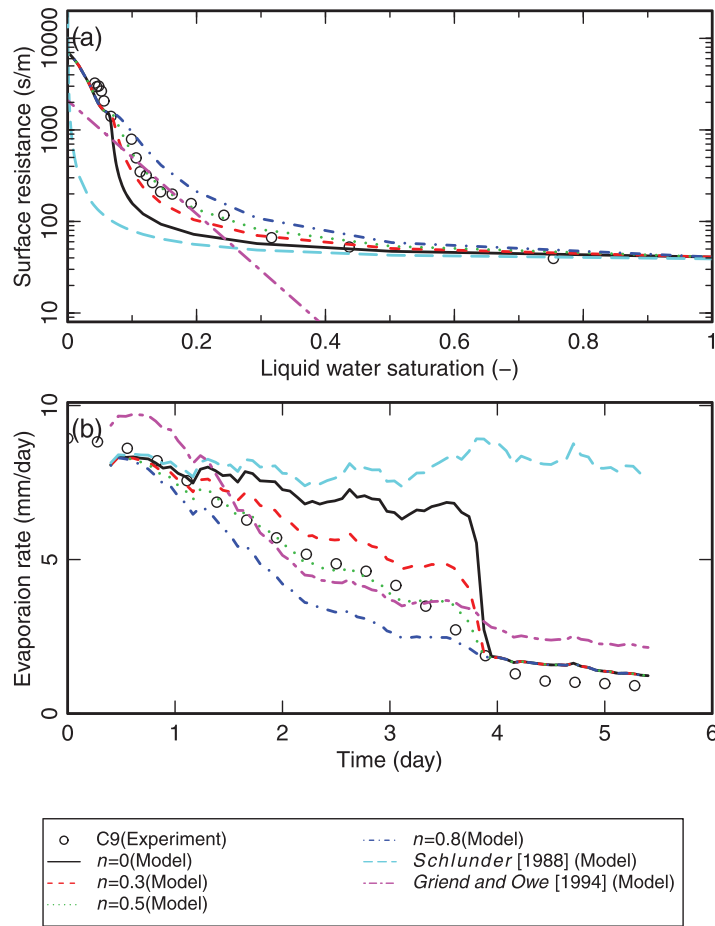 (a)
Surface resistance (s/m)
10000
1000
100
10
0 0.2 0.4 0.6 0.8 1
Liquid water saturation (−)
(b)
Evaporaion rate (mm/day)
10
5
0
0 1 2 3 4 5 6
Time (day)
C9(Experiment)
n=0(Model)
n=0.3(Model)
n=0.5(Model)
n=0.8(Model)
Schlunder [1988] (Model)
Griend and Owe [1994] (Model)